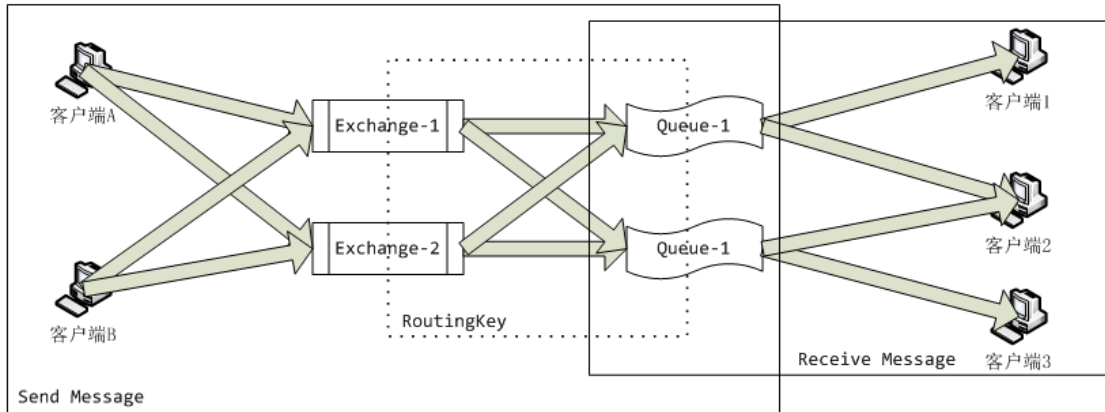 客户端A
Exchange-1
Queue-1
客户端1
Exchange-2
Queue-1
客户端2
客户端B
RoutingKey
Receive Message
客户端3
Send Message